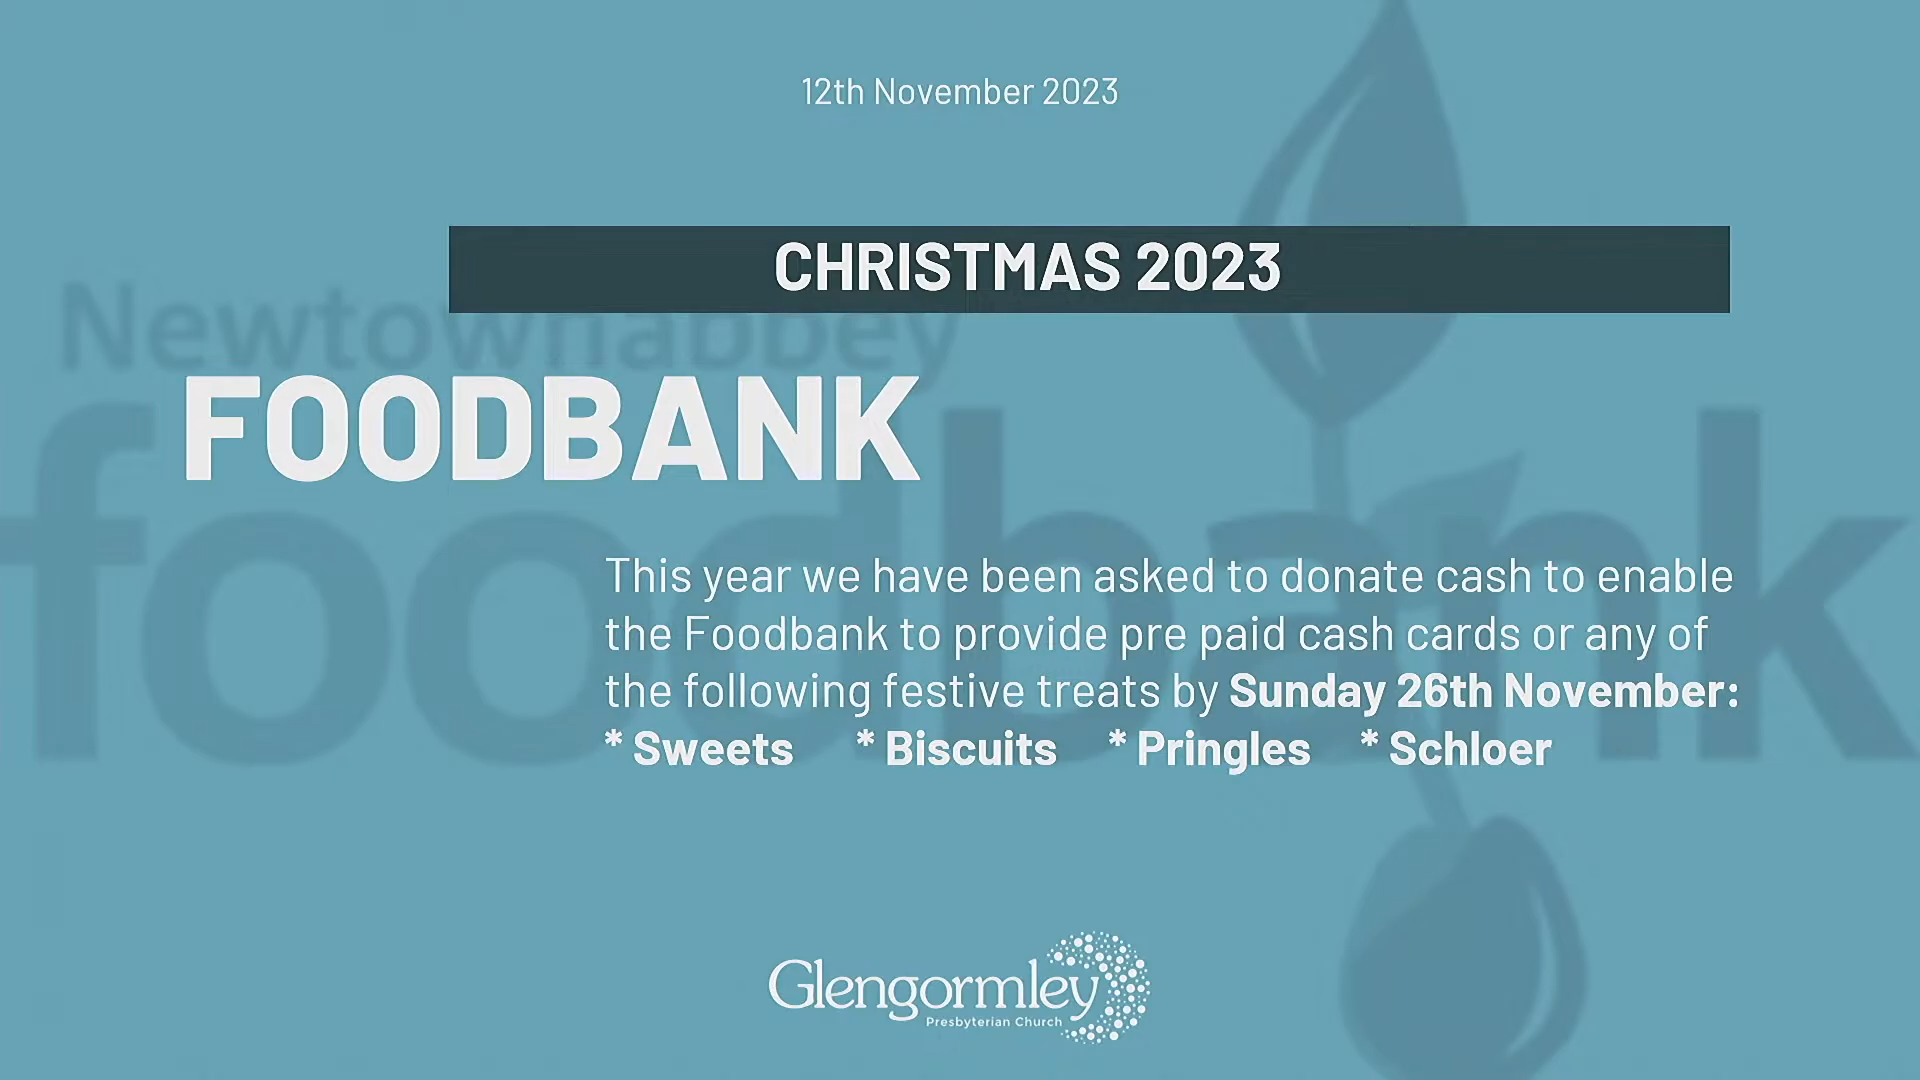 12th November 2023
CHRISTMAS 2023
Newtownabbey
FOODBANK
foodbank
This year we have been asked to donate cash to enable
the Foodbank to provide pre paid cash cards or any of
the following festive treats by Sunday 26th November:
* Sweets * Biscuits * Pringles * Schloer
Glengormley
Presbyterian Church